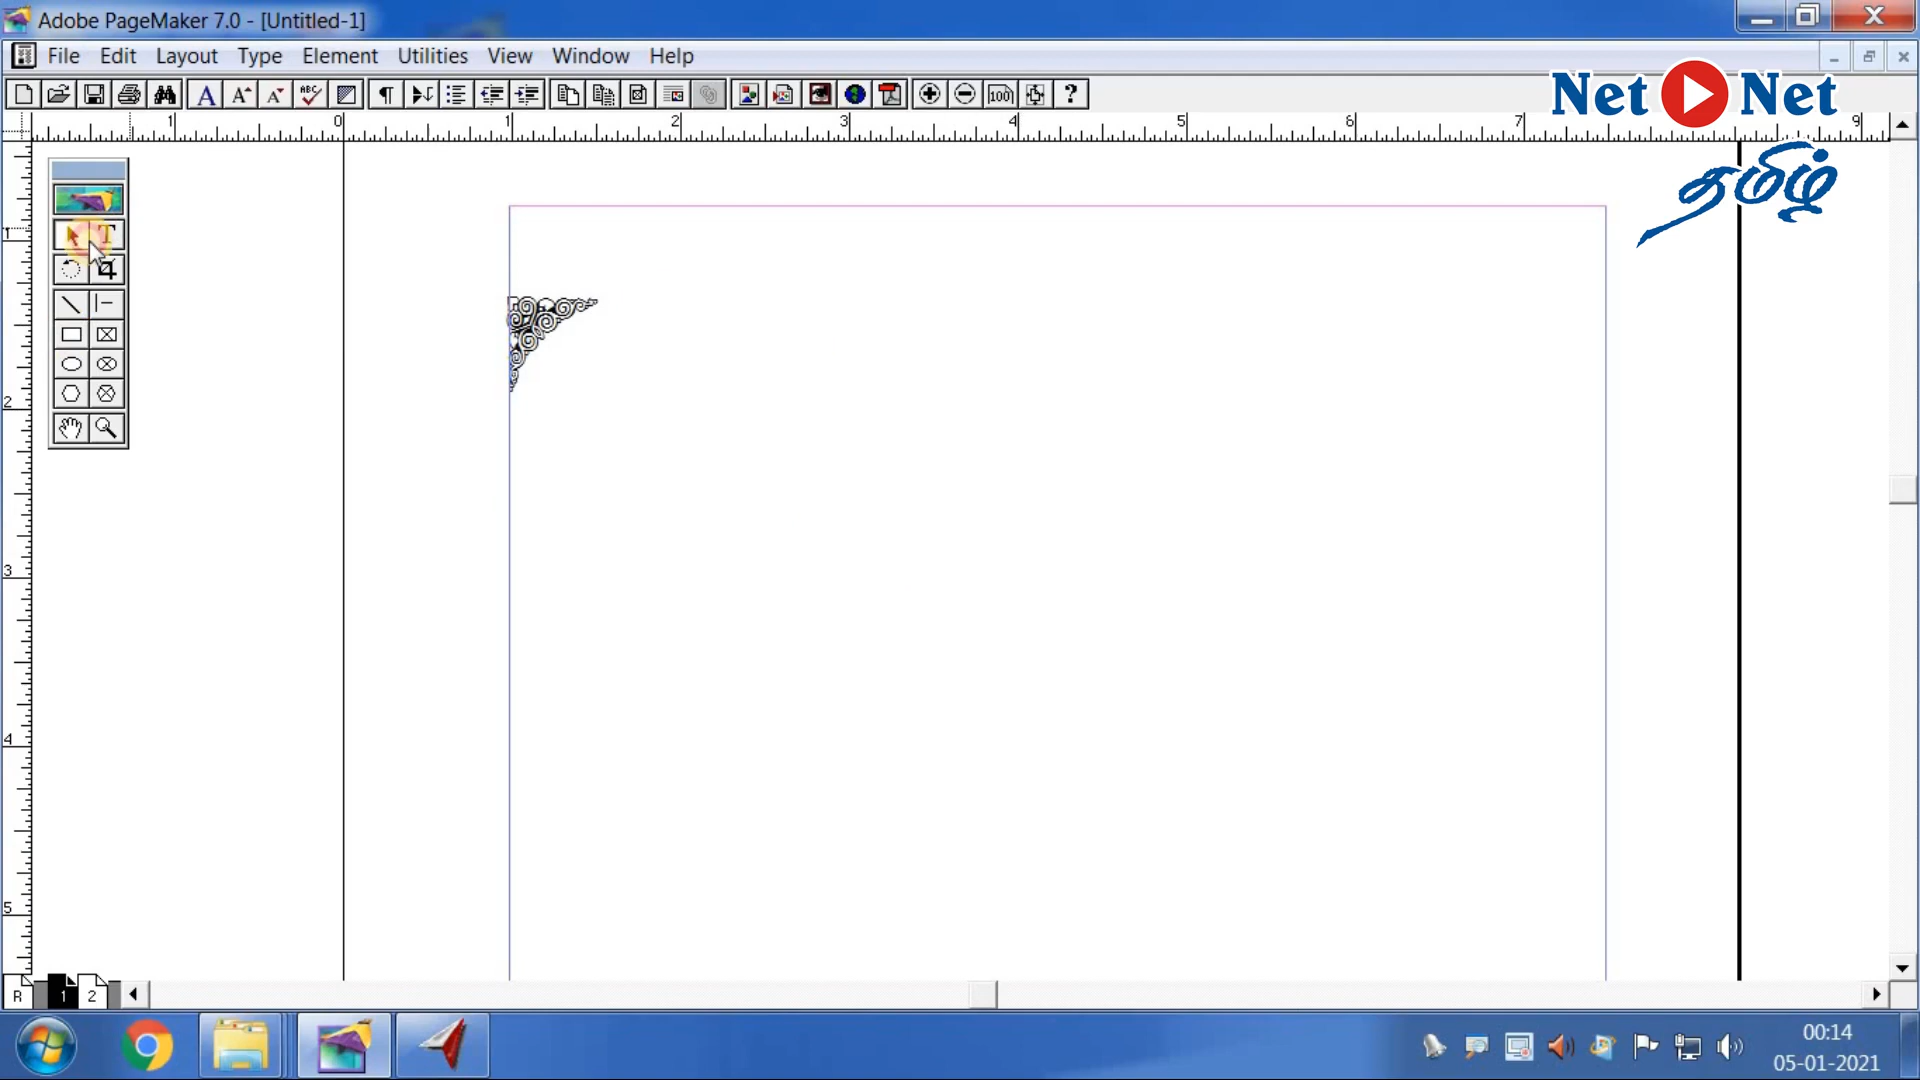 Adobe PageMaker 7.0 - [Untitled-1]
File Edit Layout Type Element Utilities View Window Help
Net Net
தமிழ்
1 0 1 2 3 4 5 6 7 9
T
1
2
3
4
5
R 1 2
00:14
05-01-2021